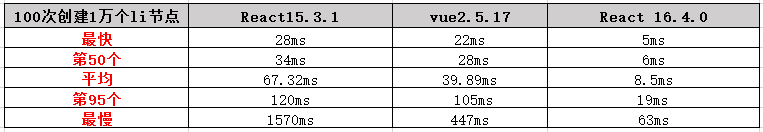 100次创建1万个li节点 React15.3.1 vue2.5.17 React 16.4.0
最快 28ms 22ms 5ms
第50个 34ms 28ms 6ms
平均 67.32ms 39.89ms 8.5ms
第95个 120ms 105ms 19ms
最慢 1570ms 447ms 63ms